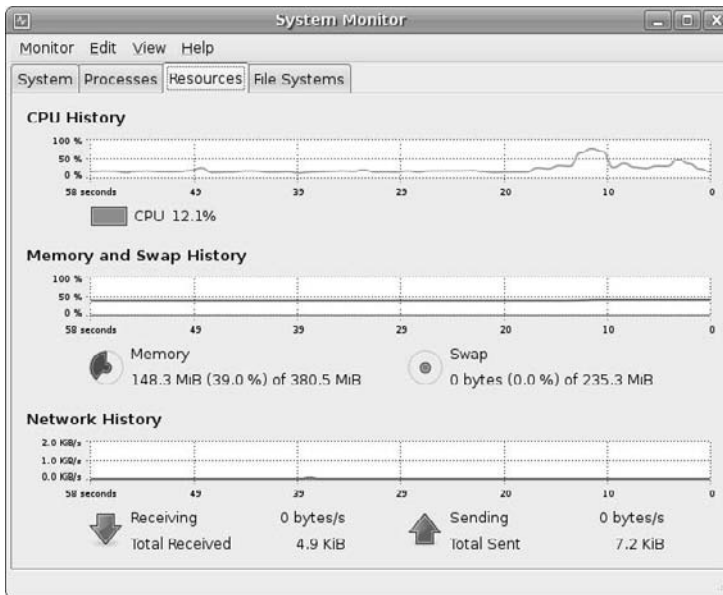 System Monitor
Monitor Edit View Help
System Processes Resources File Systems
CPU History
100 %
50 %
0 %
58 seconds 49 39 29 20 10 0
CPU 12.1%
Memory and Swap History
100 %
50 %
0 %
58 seconds 49 39 29 20 10 0
Memory Swap
148.3 MiB (39.0 %) of 380.5 MiB 0 bytes (0.0 %) of 235.3 MiB
Network History
2.0 KiB/s
1.0 KiB/s
0.0 KiB/s
58 seconds 49 39 29 20 10 0
Receiving 0 bytes/s Sending 0 bytes/s
Total Received 4.9 KiB Total Sent 7.2 KiB